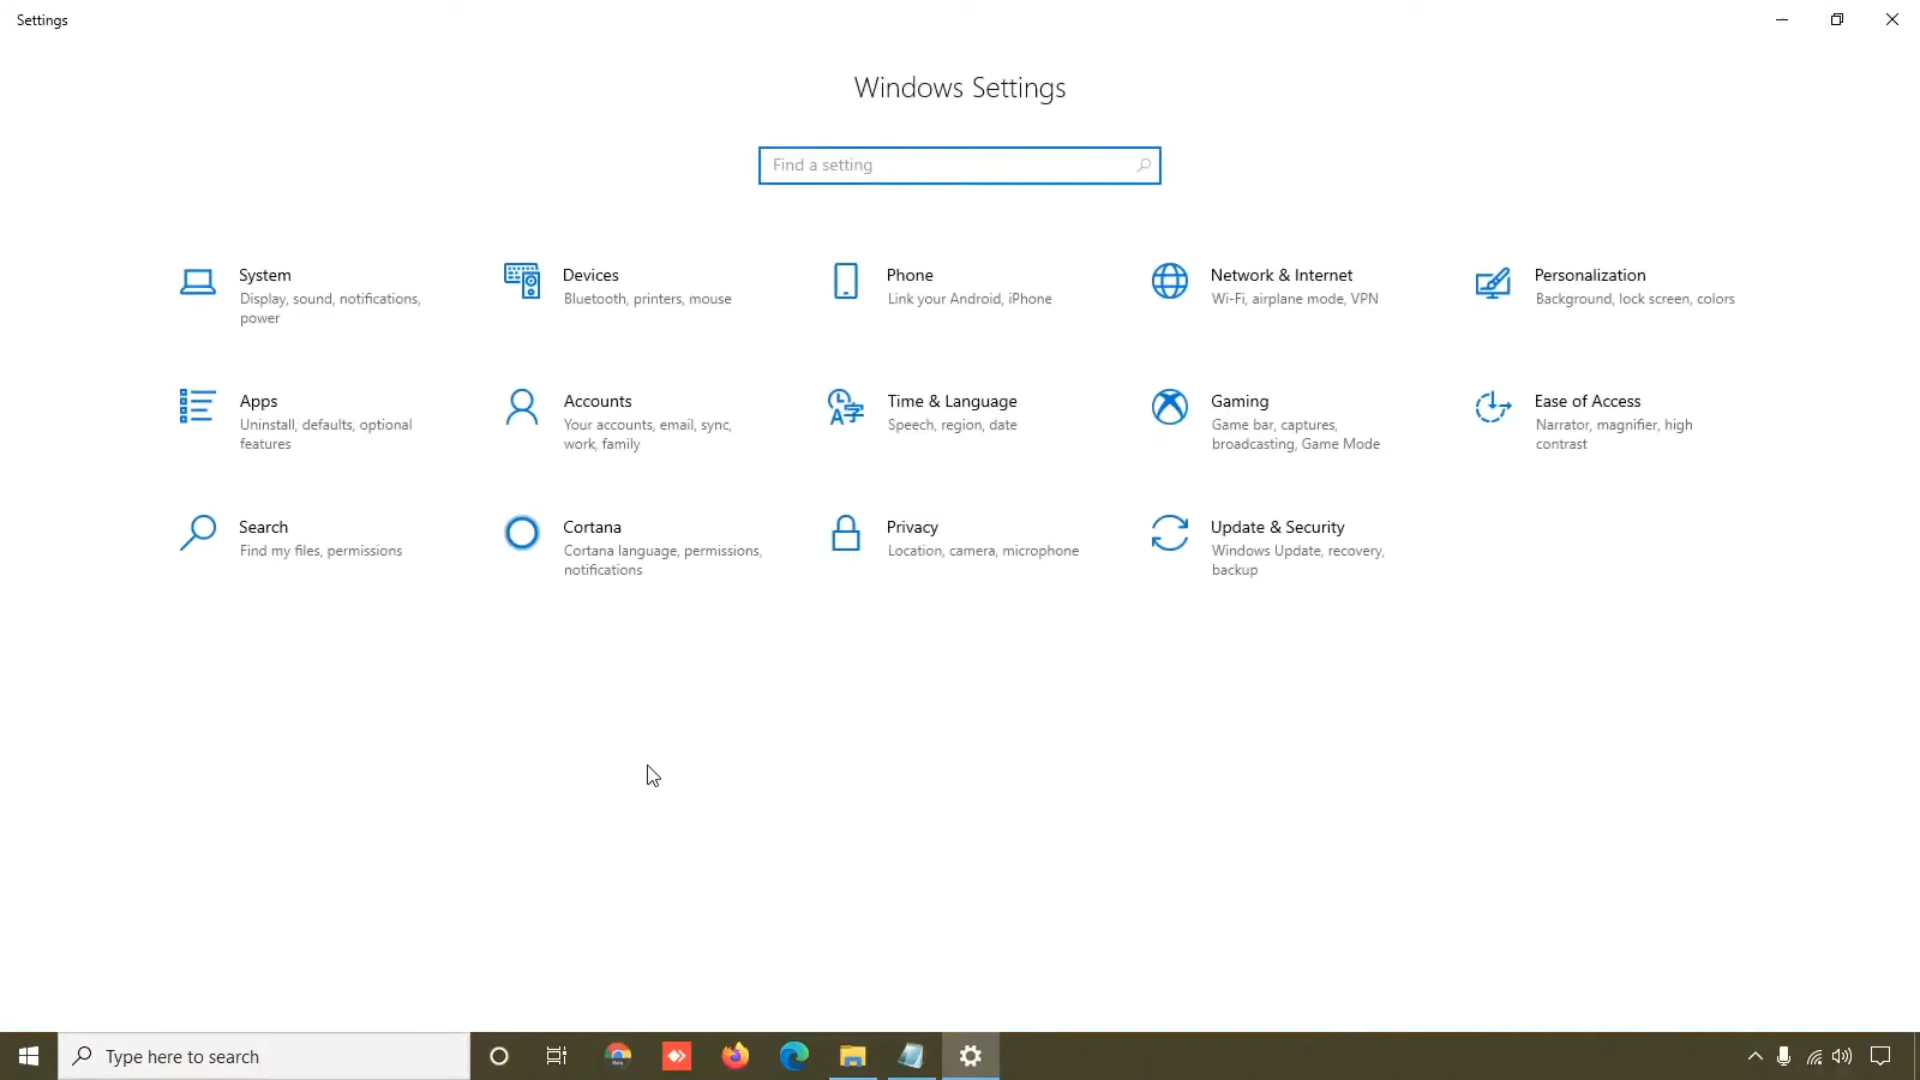 Settings
Windows Settings
Find a setting
System
Display, sound, notifications,
power
Devices
Bluetooth, printers, mouse
Phone
Link your Android, iPhone
Network & Internet
Wi-Fi, airplane mode, VPN
Personalization
Background, lock screen, colors
Apps
Uninstall, defaults, optional
features
Accounts
Your accounts, email, sync,
work, family
Time & Language
Speech, region, date
Gaming
Game bar, captures,
broadcasting, Game Mode
Ease of Access
Narrator, magnifier, high
contrast
Search
Find my files, permissions
Cortana
Cortana language, permissions,
notifications
Privacy
Location, camera, microphone
Update & Security
Windows Update, recovery,
backup
Type here to search